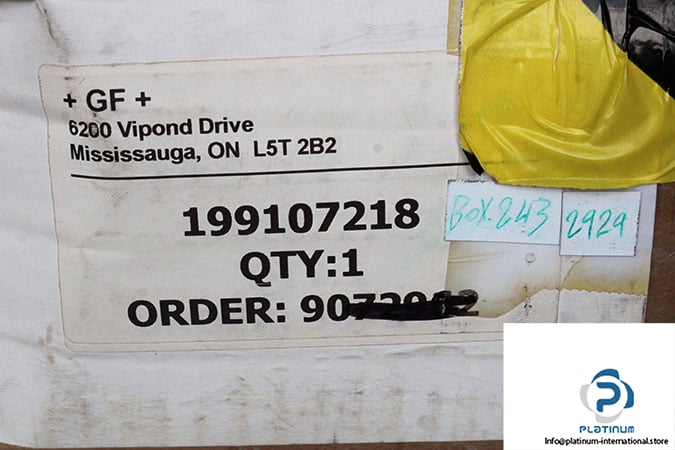 + GF +
6200 Vipond Drive
Mississauga, ON L5T 2B2
199107218
QTY:1
ORDER:
BOX.243
2929
PLATINUM
Info@platinum-international.store